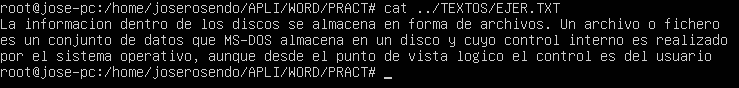 root@jose-pc:/home/joserosendo/APLI/WORD/PRACT# cat ../TEXTOS/EJER.TXT
La informacion dentro de los discos se almacena en forma de archivos. Un archivo o fichero
es un conjunto de datos que MS-DOS almacena en un disco y cuyo control interno es realizado
por el sistema operativo, aunque desde el punto de vista logico el control es del usuario
root@jose-pc:/home/joserosendo/APLI/WORD/PRACT# _